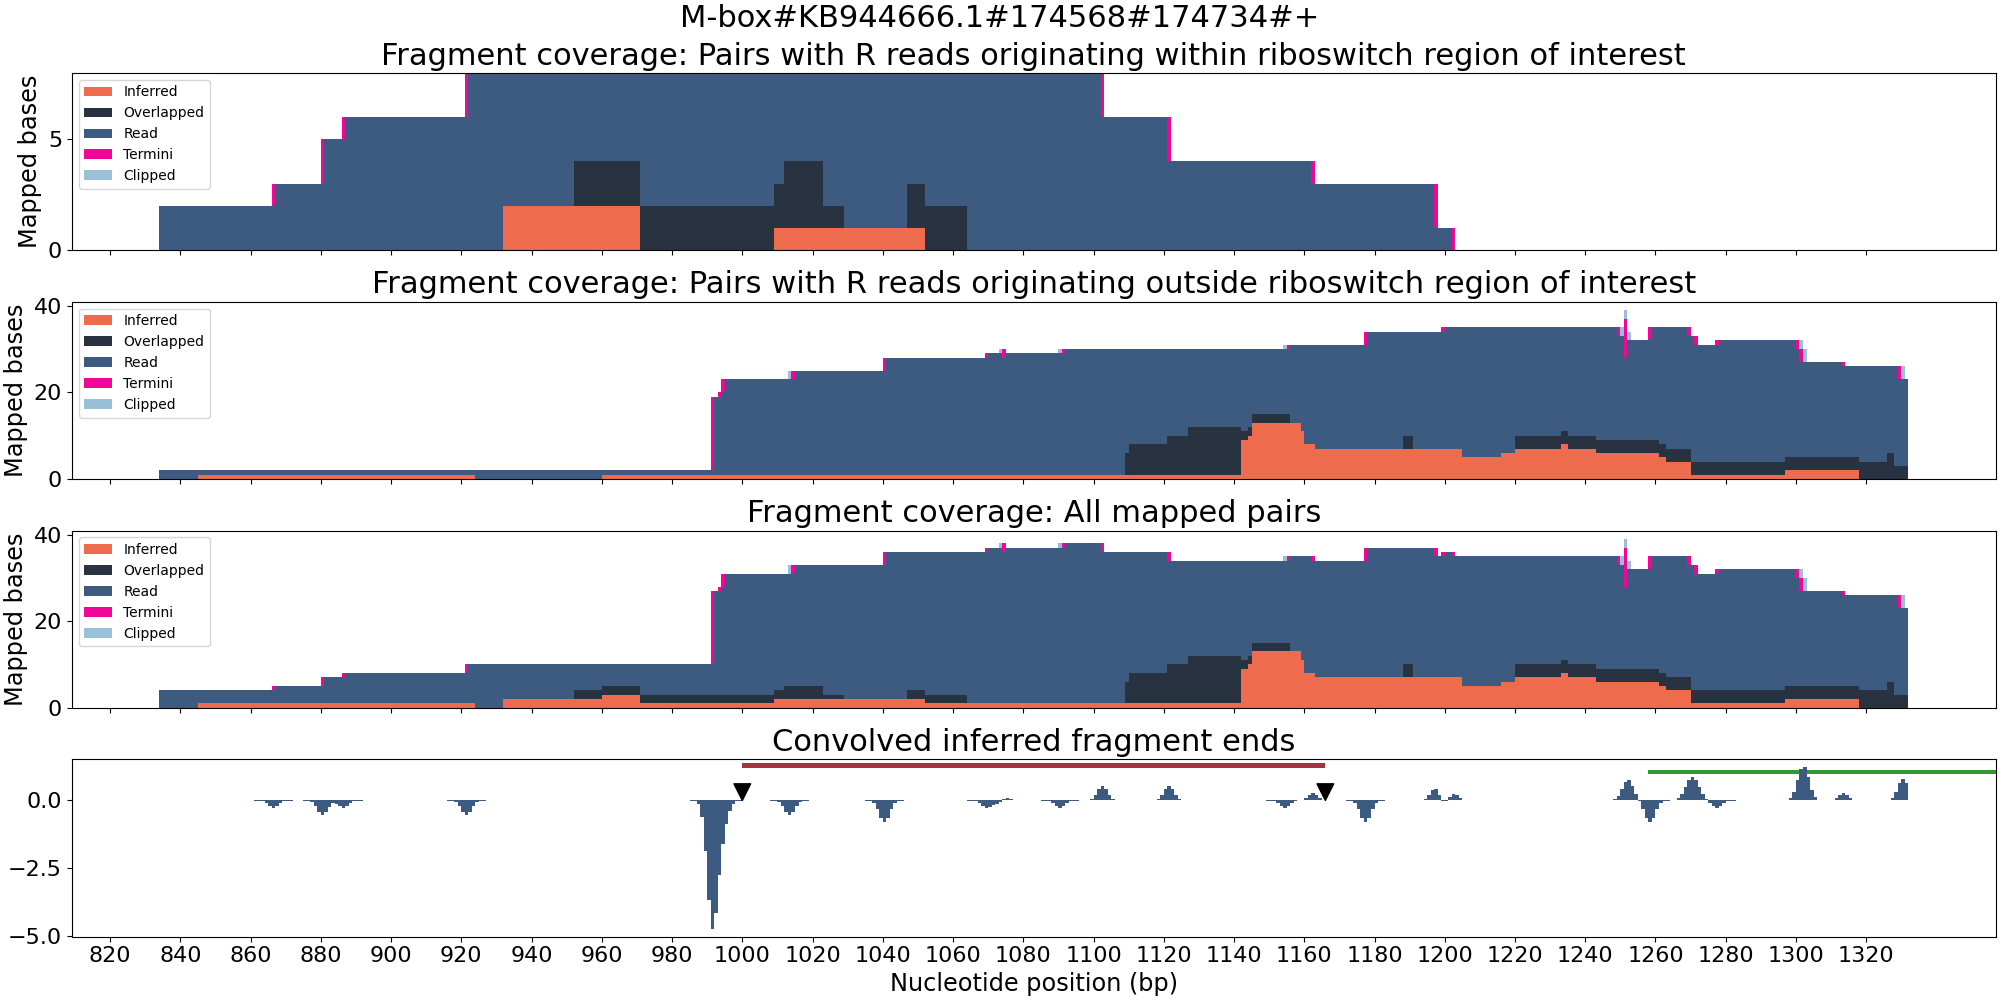 M-box#KB944666.1#174568#174734#+
Fragment coverage: Pairs with R reads originating within riboswitch region of interest
Mapped bases
5
0
Inferred
Overlapped
Read
Termini
Clipped
Fragment coverage: Pairs with R reads originating outside riboswitch region of interest
Mapped bases
40
20
0
Inferred
Overlapped
Read
Termini
Clipped
Fragment coverage: All mapped pairs
Mapped bases
40
20
0
Inferred
Overlapped
Read
Termini
Clipped
Convolved inferred fragment ends
0.0
−2.5
−5.0
820 840 860 880 900 920 940 960 980 1000 1020 1040 1060 1080 1100 1120 1140 1160 1180 1200 1220 1240 1260 1280 1300 1320
Nucleotide position (bp)